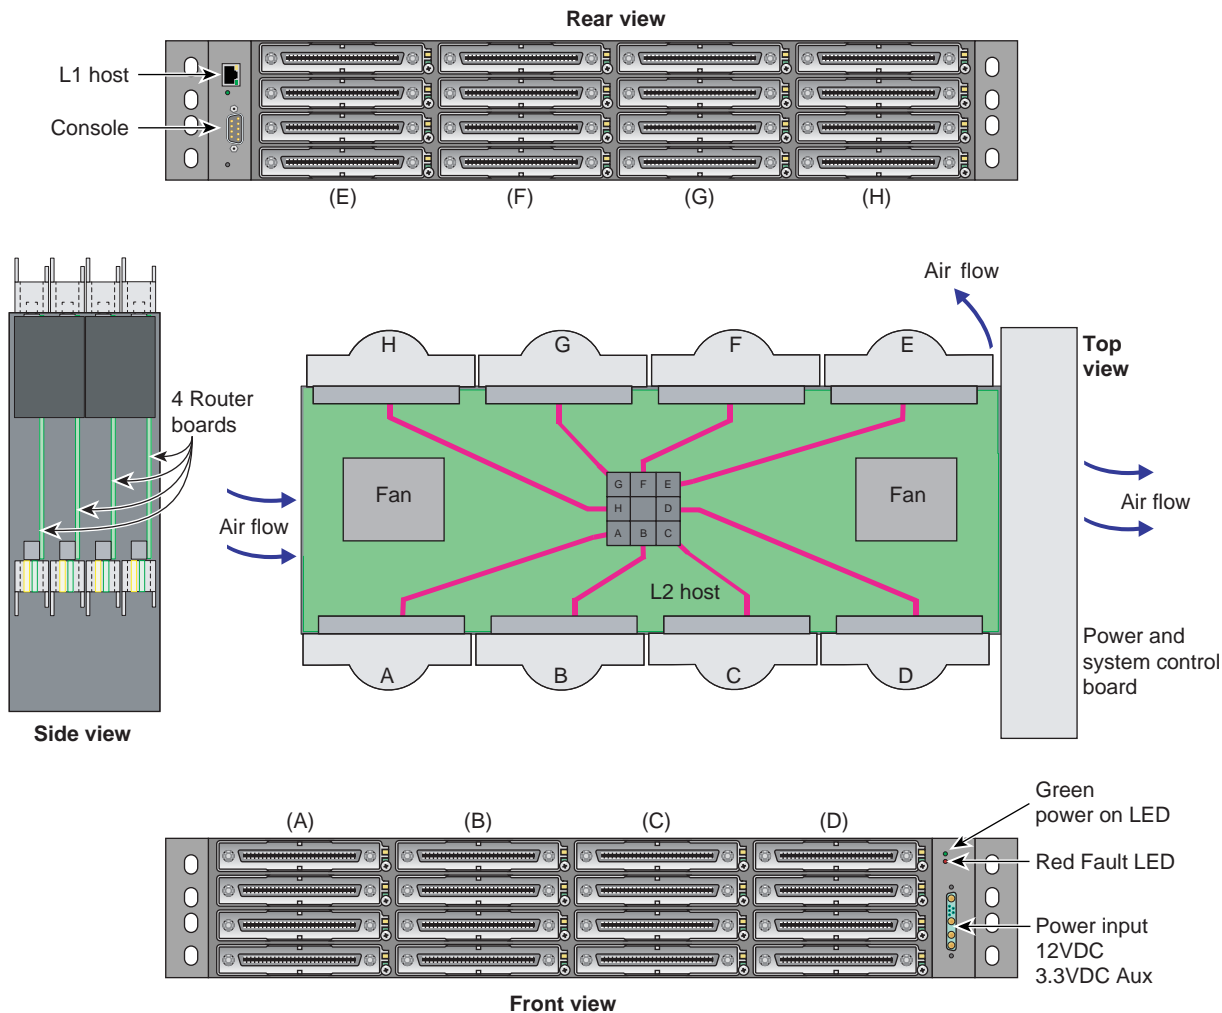 Rear view
L1 host
Console
(E) (F) (G) (H)
Air flow
H G F E
Top
view
4 Router
boards
Fan
Fan
G F E
H D
A B C
Air flow
Air flow
L2 host
A B C D
Power and
system control
board
Side view
(A) (B) (C) (D)
Green
power on LED
Red Fault LED
Power input
12VDC
3.3VDC Aux
Front view